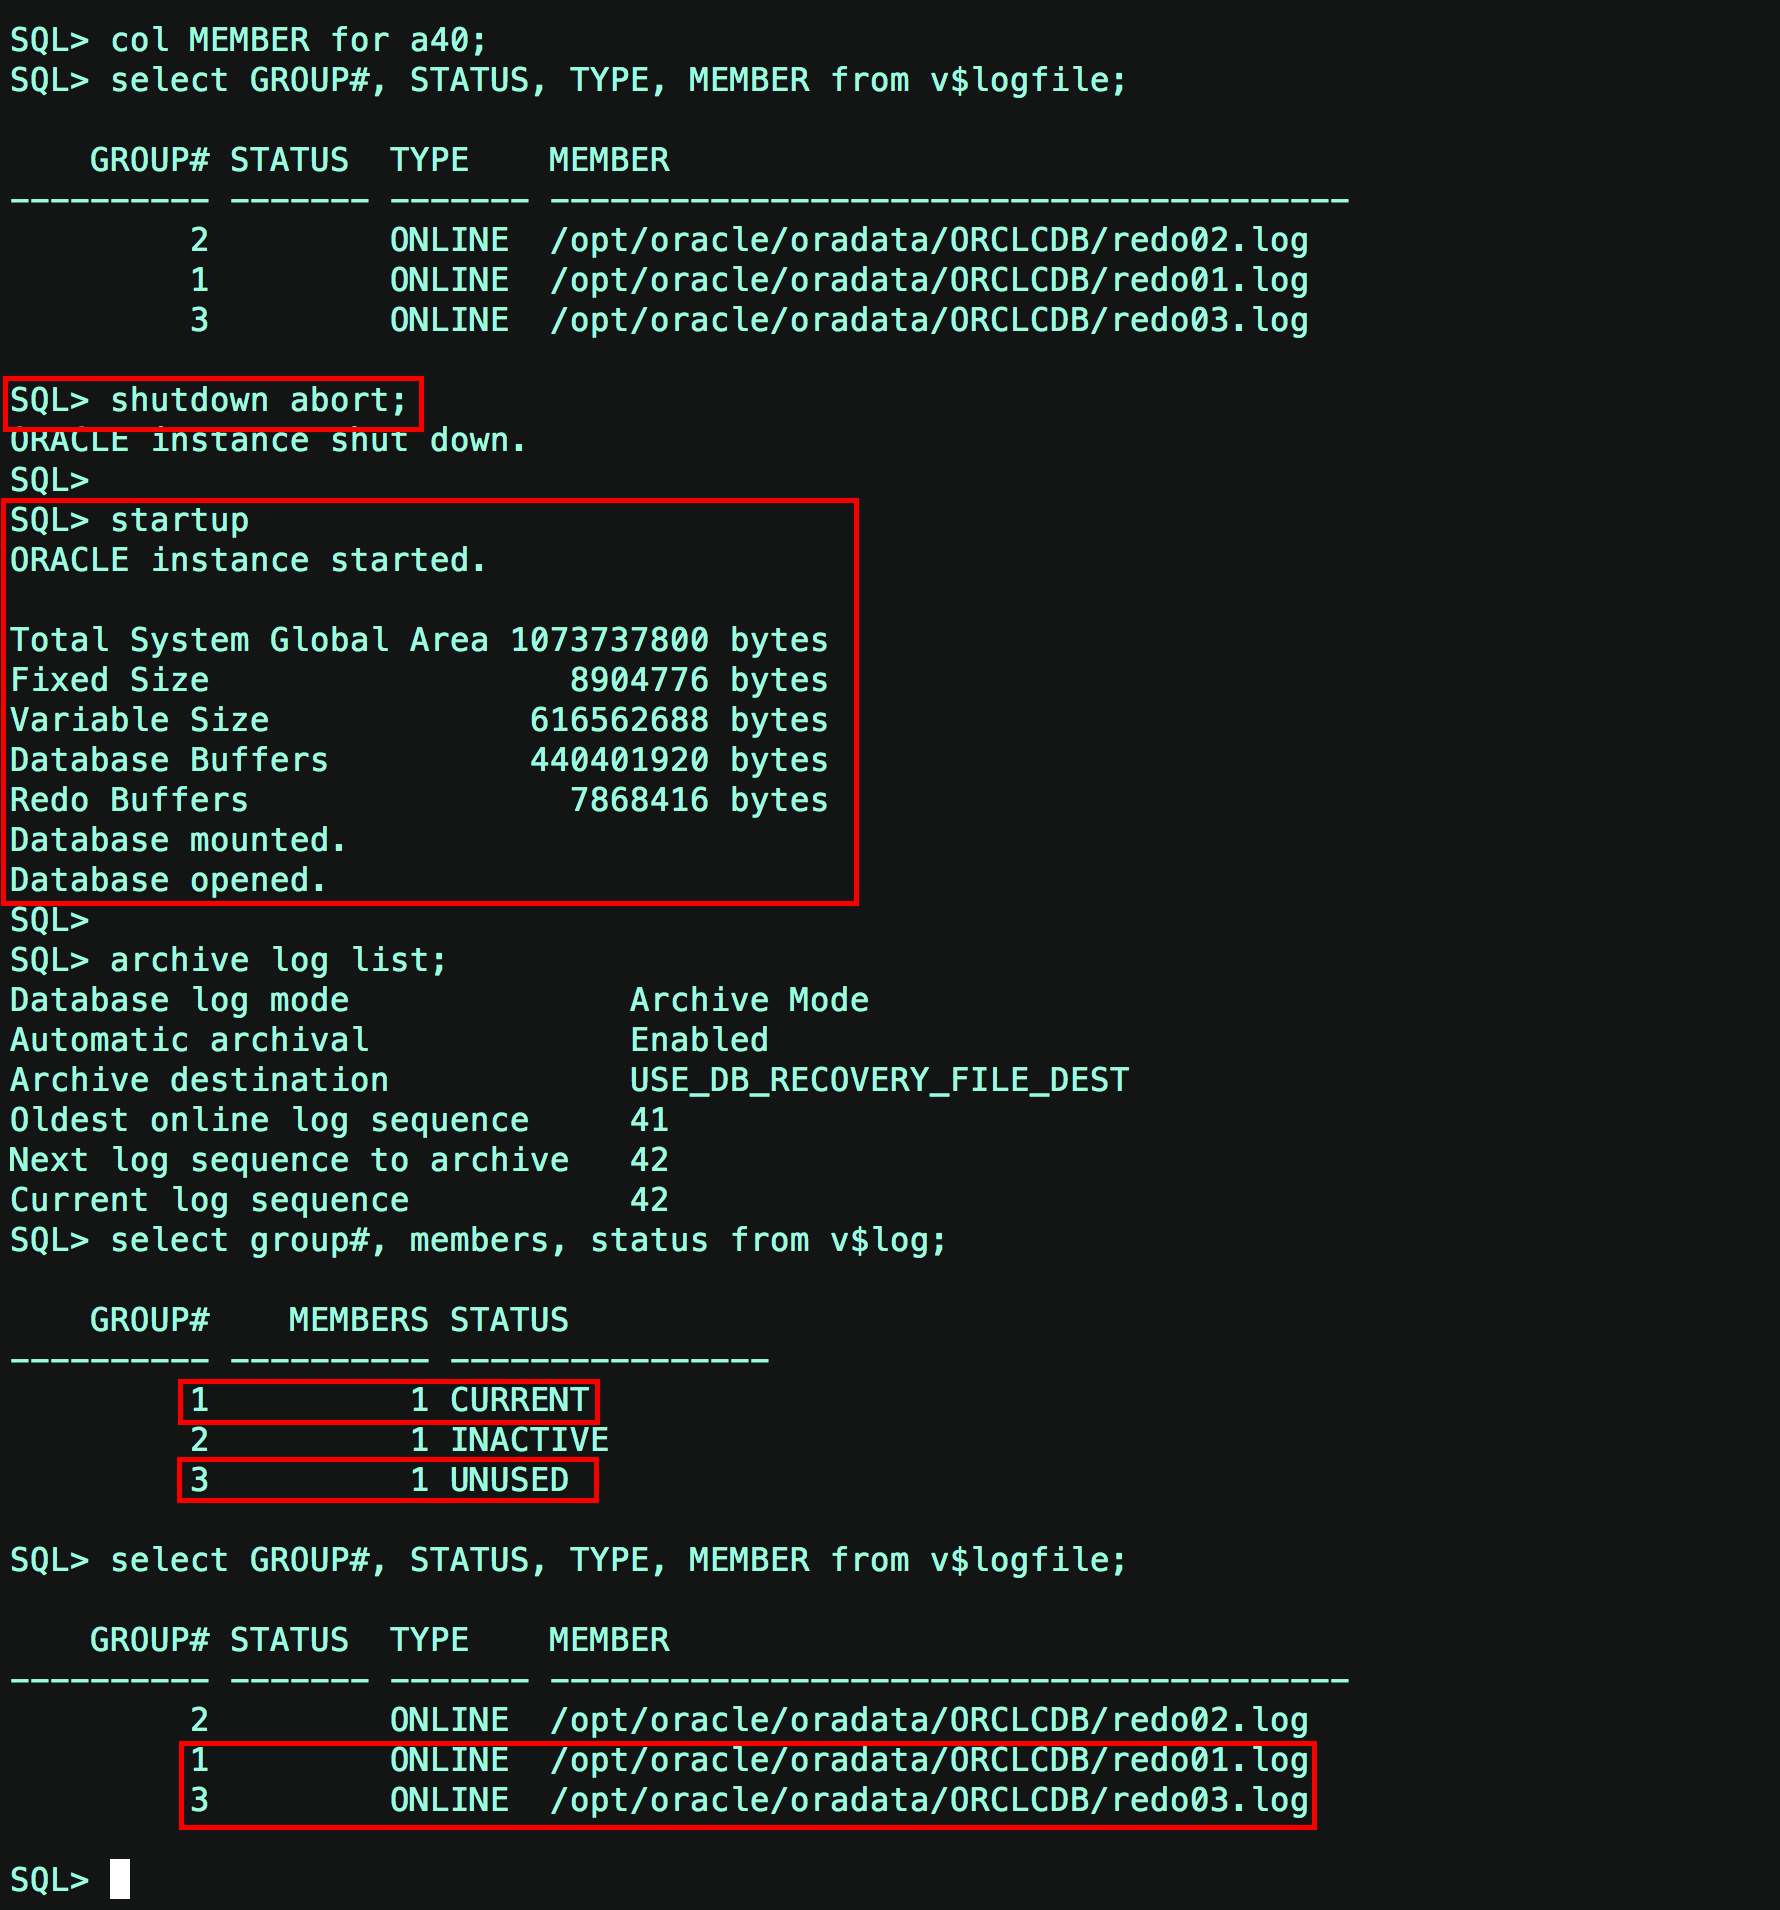 SQL> col MEMBER for a40;
SQL> select GROUP#, STATUS, TYPE, MEMBER from v$logfile;
    GROUP# STATUS  TYPE    MEMBER
---------- ------- ------- ----------------------------------------
         2         ONLINE  /opt/oracle/oradata/ORCLCDB/redo02.log
         1         ONLINE  /opt/oracle/oradata/ORCLCDB/redo01.log
         3         ONLINE  /opt/oracle/oradata/ORCLCDB/redo03.log
SQL> shutdown abort;
ORACLE instance shut down.
SQL>
SQL> startup
ORACLE instance started.
Total System Global Area 1073737800 bytes
Fixed Size                  8904776 bytes
Variable Size             616562688 bytes
Database Buffers          440401920 bytes
Redo Buffers                7868416 bytes
Database mounted.
Database opened.
SQL>
SQL> archive log list;
Database log mode              Archive Mode
Automatic archival             Enabled
Archive destination            USE_DB_RECOVERY_FILE_DEST
Oldest online log sequence     41
Next log sequence to archive   42
Current log sequence           42
SQL> select group#, members, status from v$log;
    GROUP#    MEMBERS STATUS
---------- ---------- ----------------
         1          1 CURRENT
         2          1 INACTIVE
         3          1 UNUSED
SQL> select GROUP#, STATUS, TYPE, MEMBER from v$logfile;
    GROUP# STATUS  TYPE    MEMBER
---------- ------- ------- ----------------------------------------
         2         ONLINE  /opt/oracle/oradata/ORCLCDB/redo02.log
         1         ONLINE  /opt/oracle/oradata/ORCLCDB/redo01.log
         3         ONLINE  /opt/oracle/oradata/ORCLCDB/redo03.log
SQL>